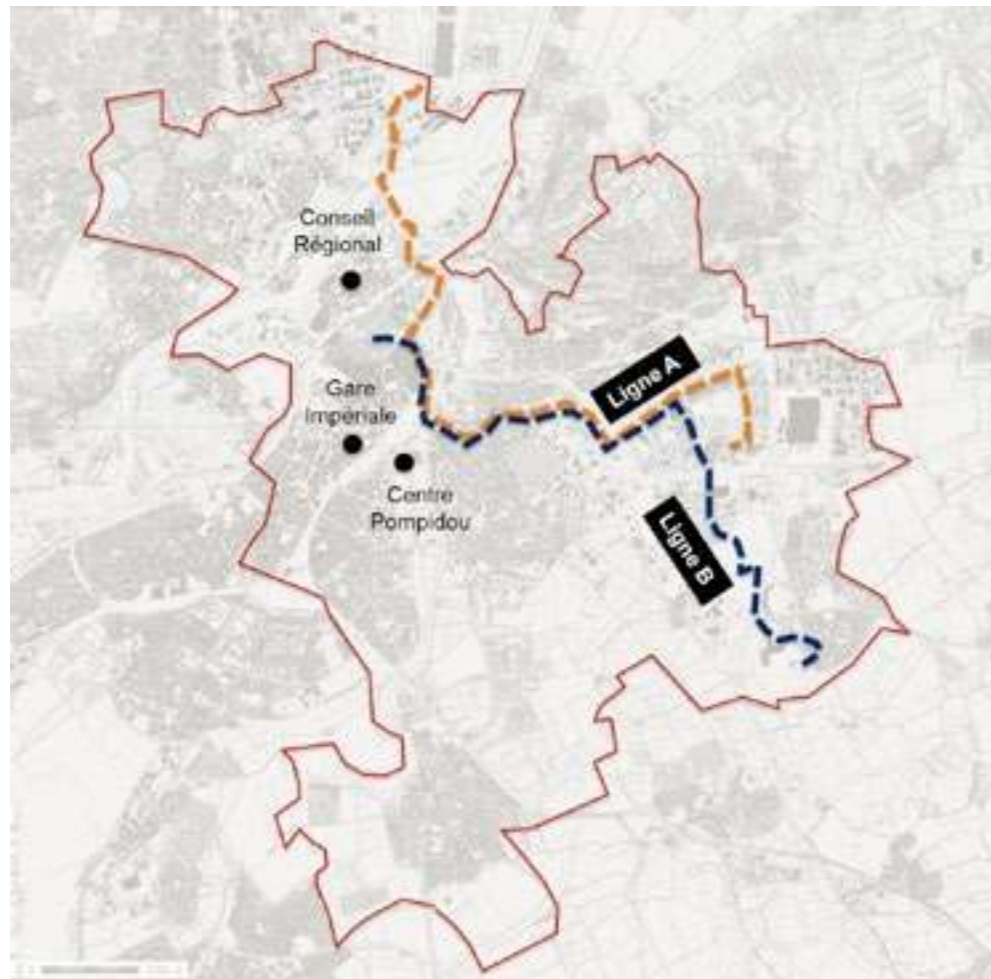 Conseil
Régional
Gare
Impériale
Centre
Pompidou
Ligne A
Ligne B